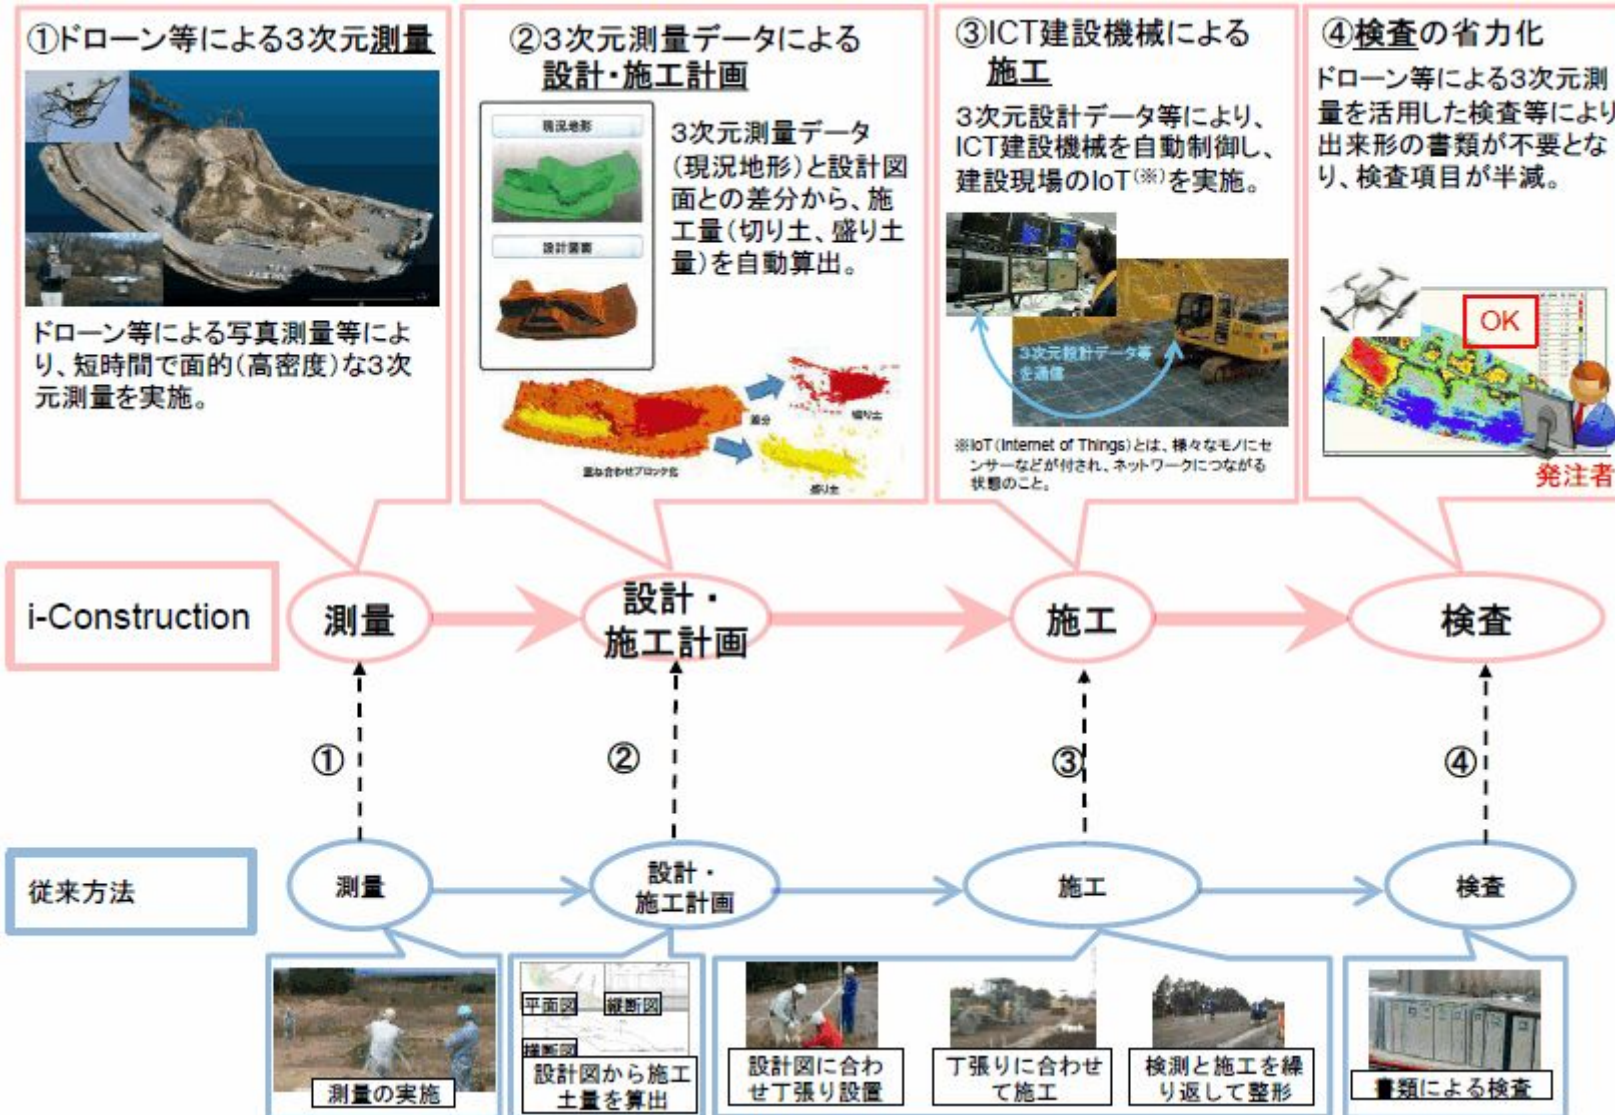 ①ドローン等による3次元測量
ドローン等による写真測量等によ
り、短時間で面的(高密度)な3次
元測量を実施。
②3次元測量データによる
設計・施工計画
現況地形
設計図面
3次元測量データ
(現況地形)と設計図
面との差分から、施
工量(切り土、盛り土
量)を自動算出。
差分
切り土
重ね合わせブロック化
盛り土
③ICT建設機械による
施工
3次元設計データ等により、
ICT建設機械を自動制御し、
建設現場のIoT(※)を実施。
3次元設計データ等
を通信
※IoT(Internet of Things)とは、様々なモノにセ
ンサーなどが付され、ネットワークにつながる
状態のこと。
④検査の省力化
ドローン等による3次元測
量を活用した検査等により
出来形の書類が不要とな
り、検査項目が半減。
OK
発注者
i-Construction
測量
設計・
施工計画
施工
検査
①
②
③
④
従来方法
測量
設計・
施工計画
施工
検査
測量の実施
平面図
縦断図
横断図
設計図から施工
土量を算出
設計図に合わ
せ丁張り設置
丁張りに合わせ
て施工
検測と施工を繰
り返して整形
書類による検査